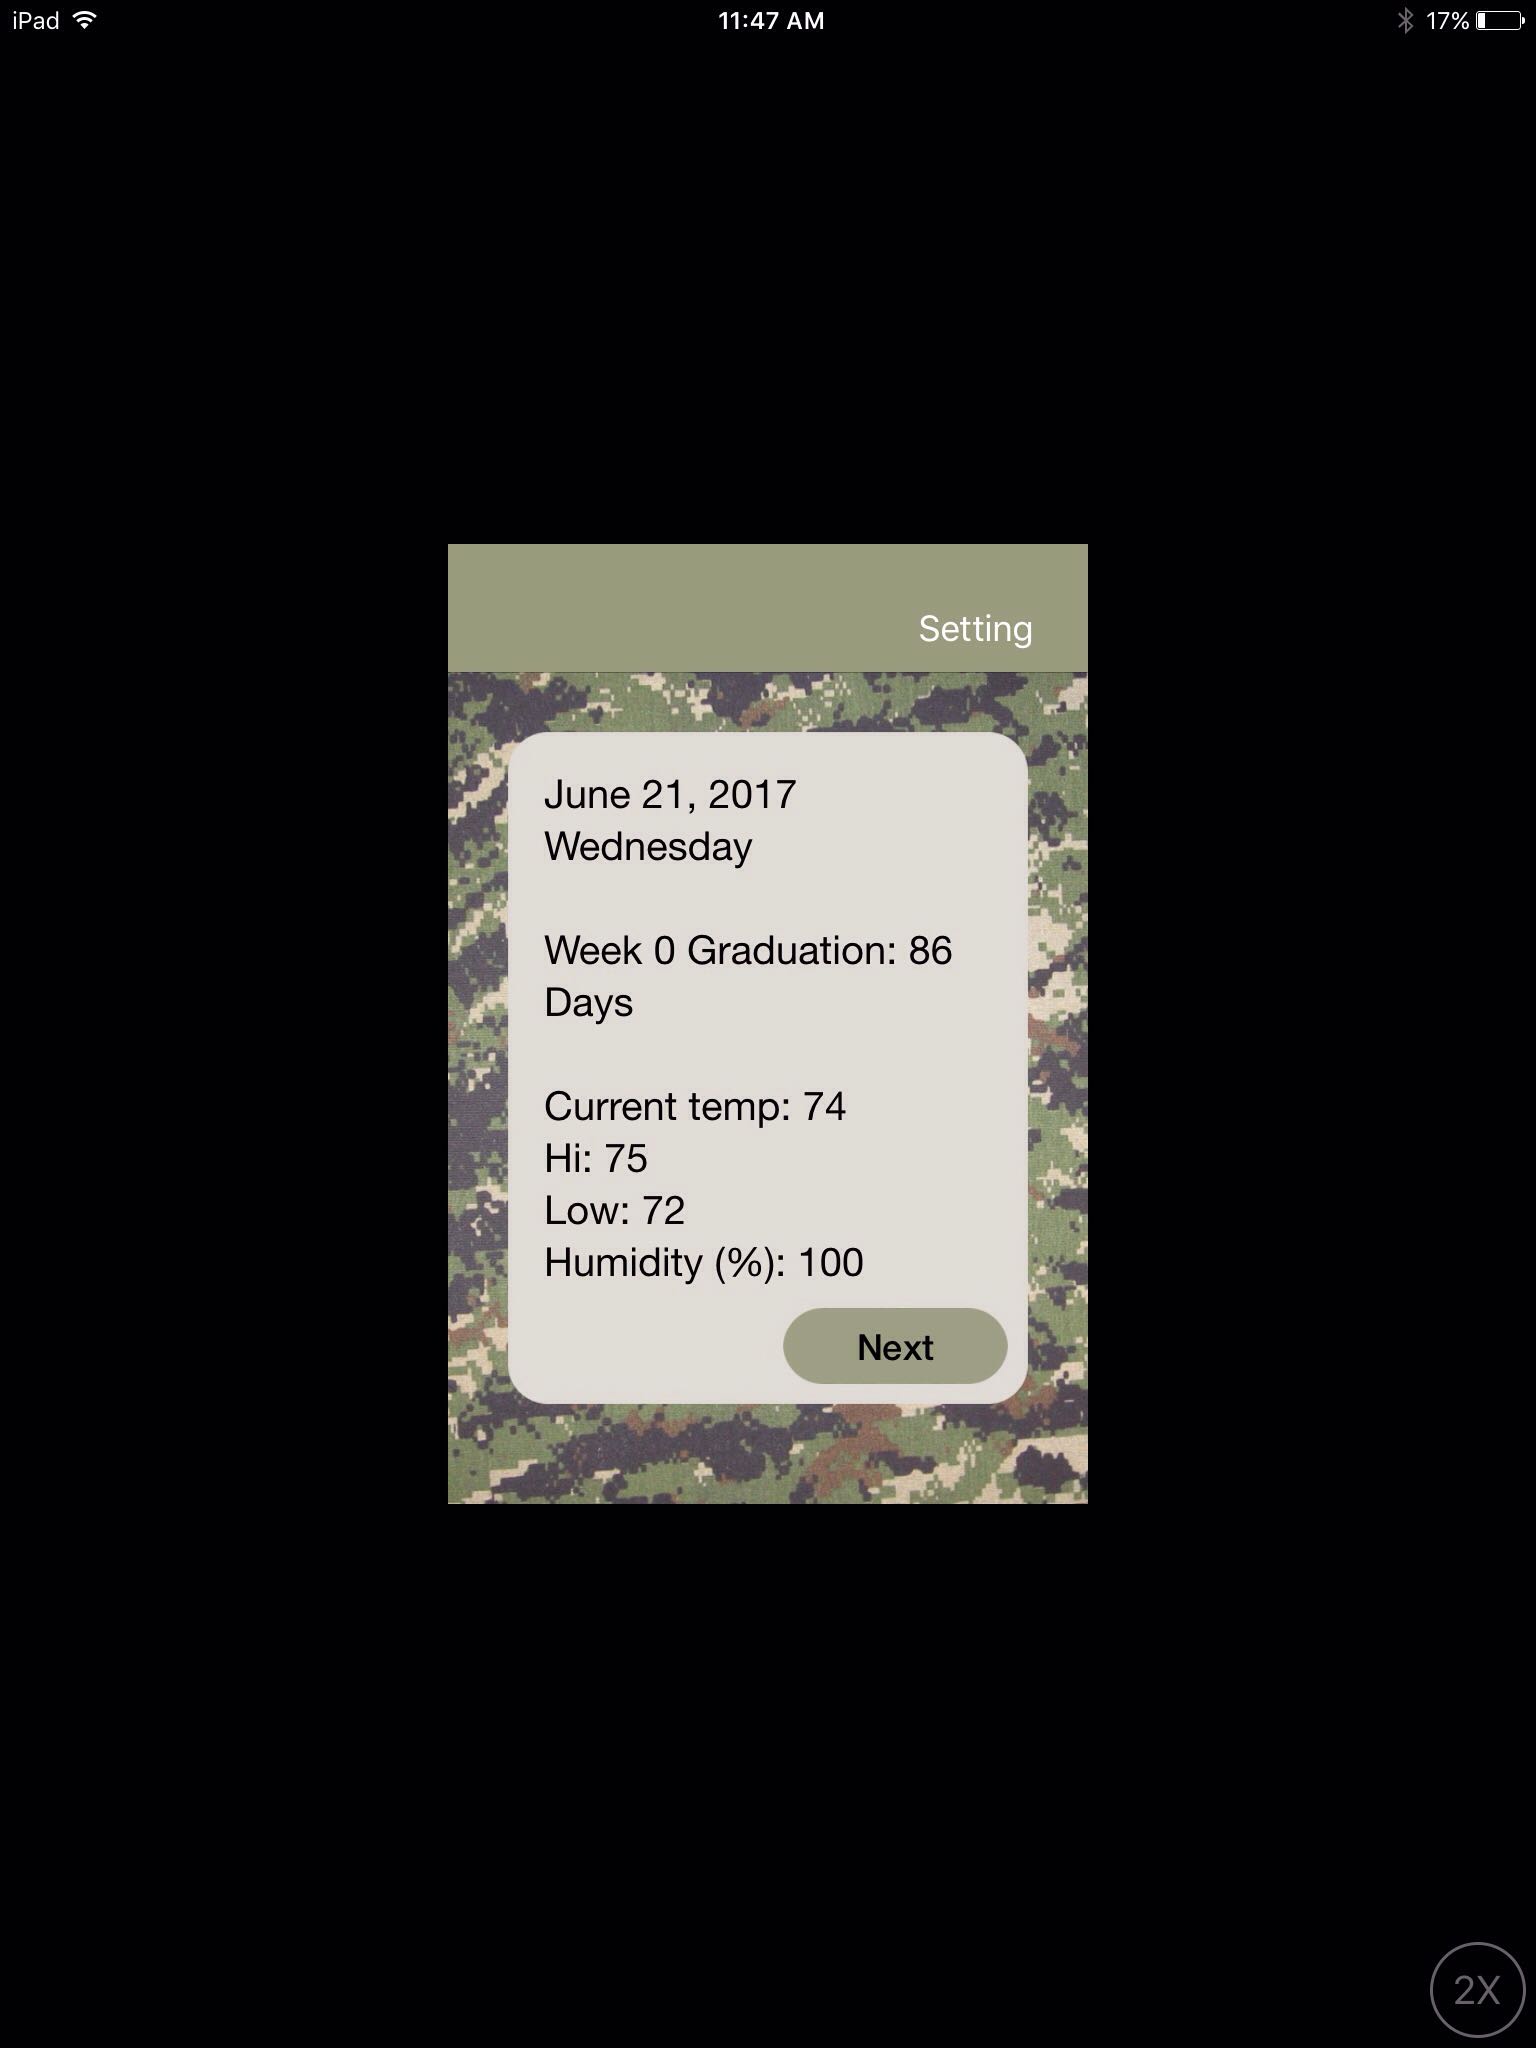 iPad 11:47 AM 17%
Setting
June 21, 2017
Wednesday
Week 0 Graduation: 86
Days
Current temp: 74
Hi: 75
Low: 72
Humidity (%): 100
Next
2X